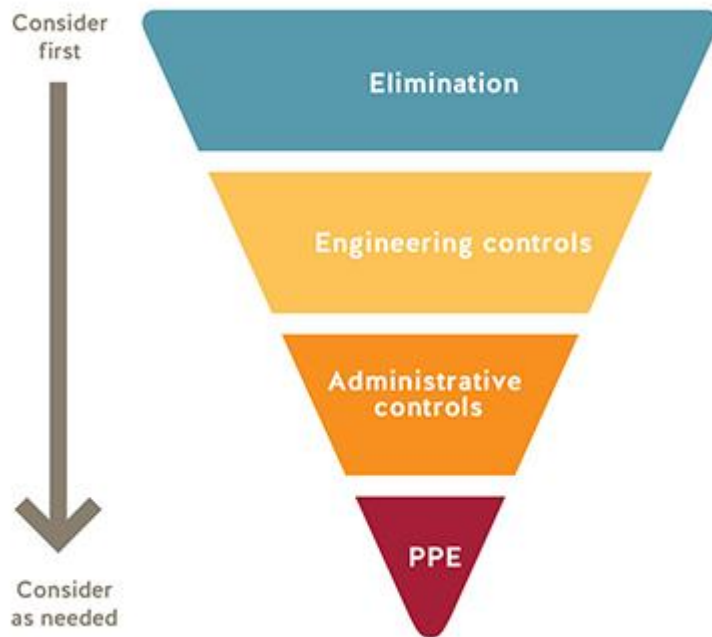 Consider
first
Elimination
Engineering controls
Administrative
controls
PPE
Consider
as needed